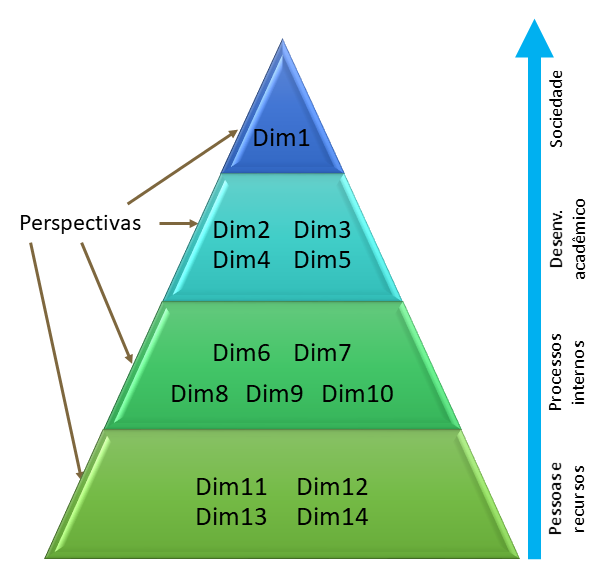 Dim1
Sociedade
Perspectivas
Dim2 Dim3
Dim4 Dim5
Desenv.
acadêmico
Dim6 Dim7
Dim8 Dim9 Dim10
Processos
internos
Dim11 Dim12
Dim13 Dim14
Pessoas e
recursos